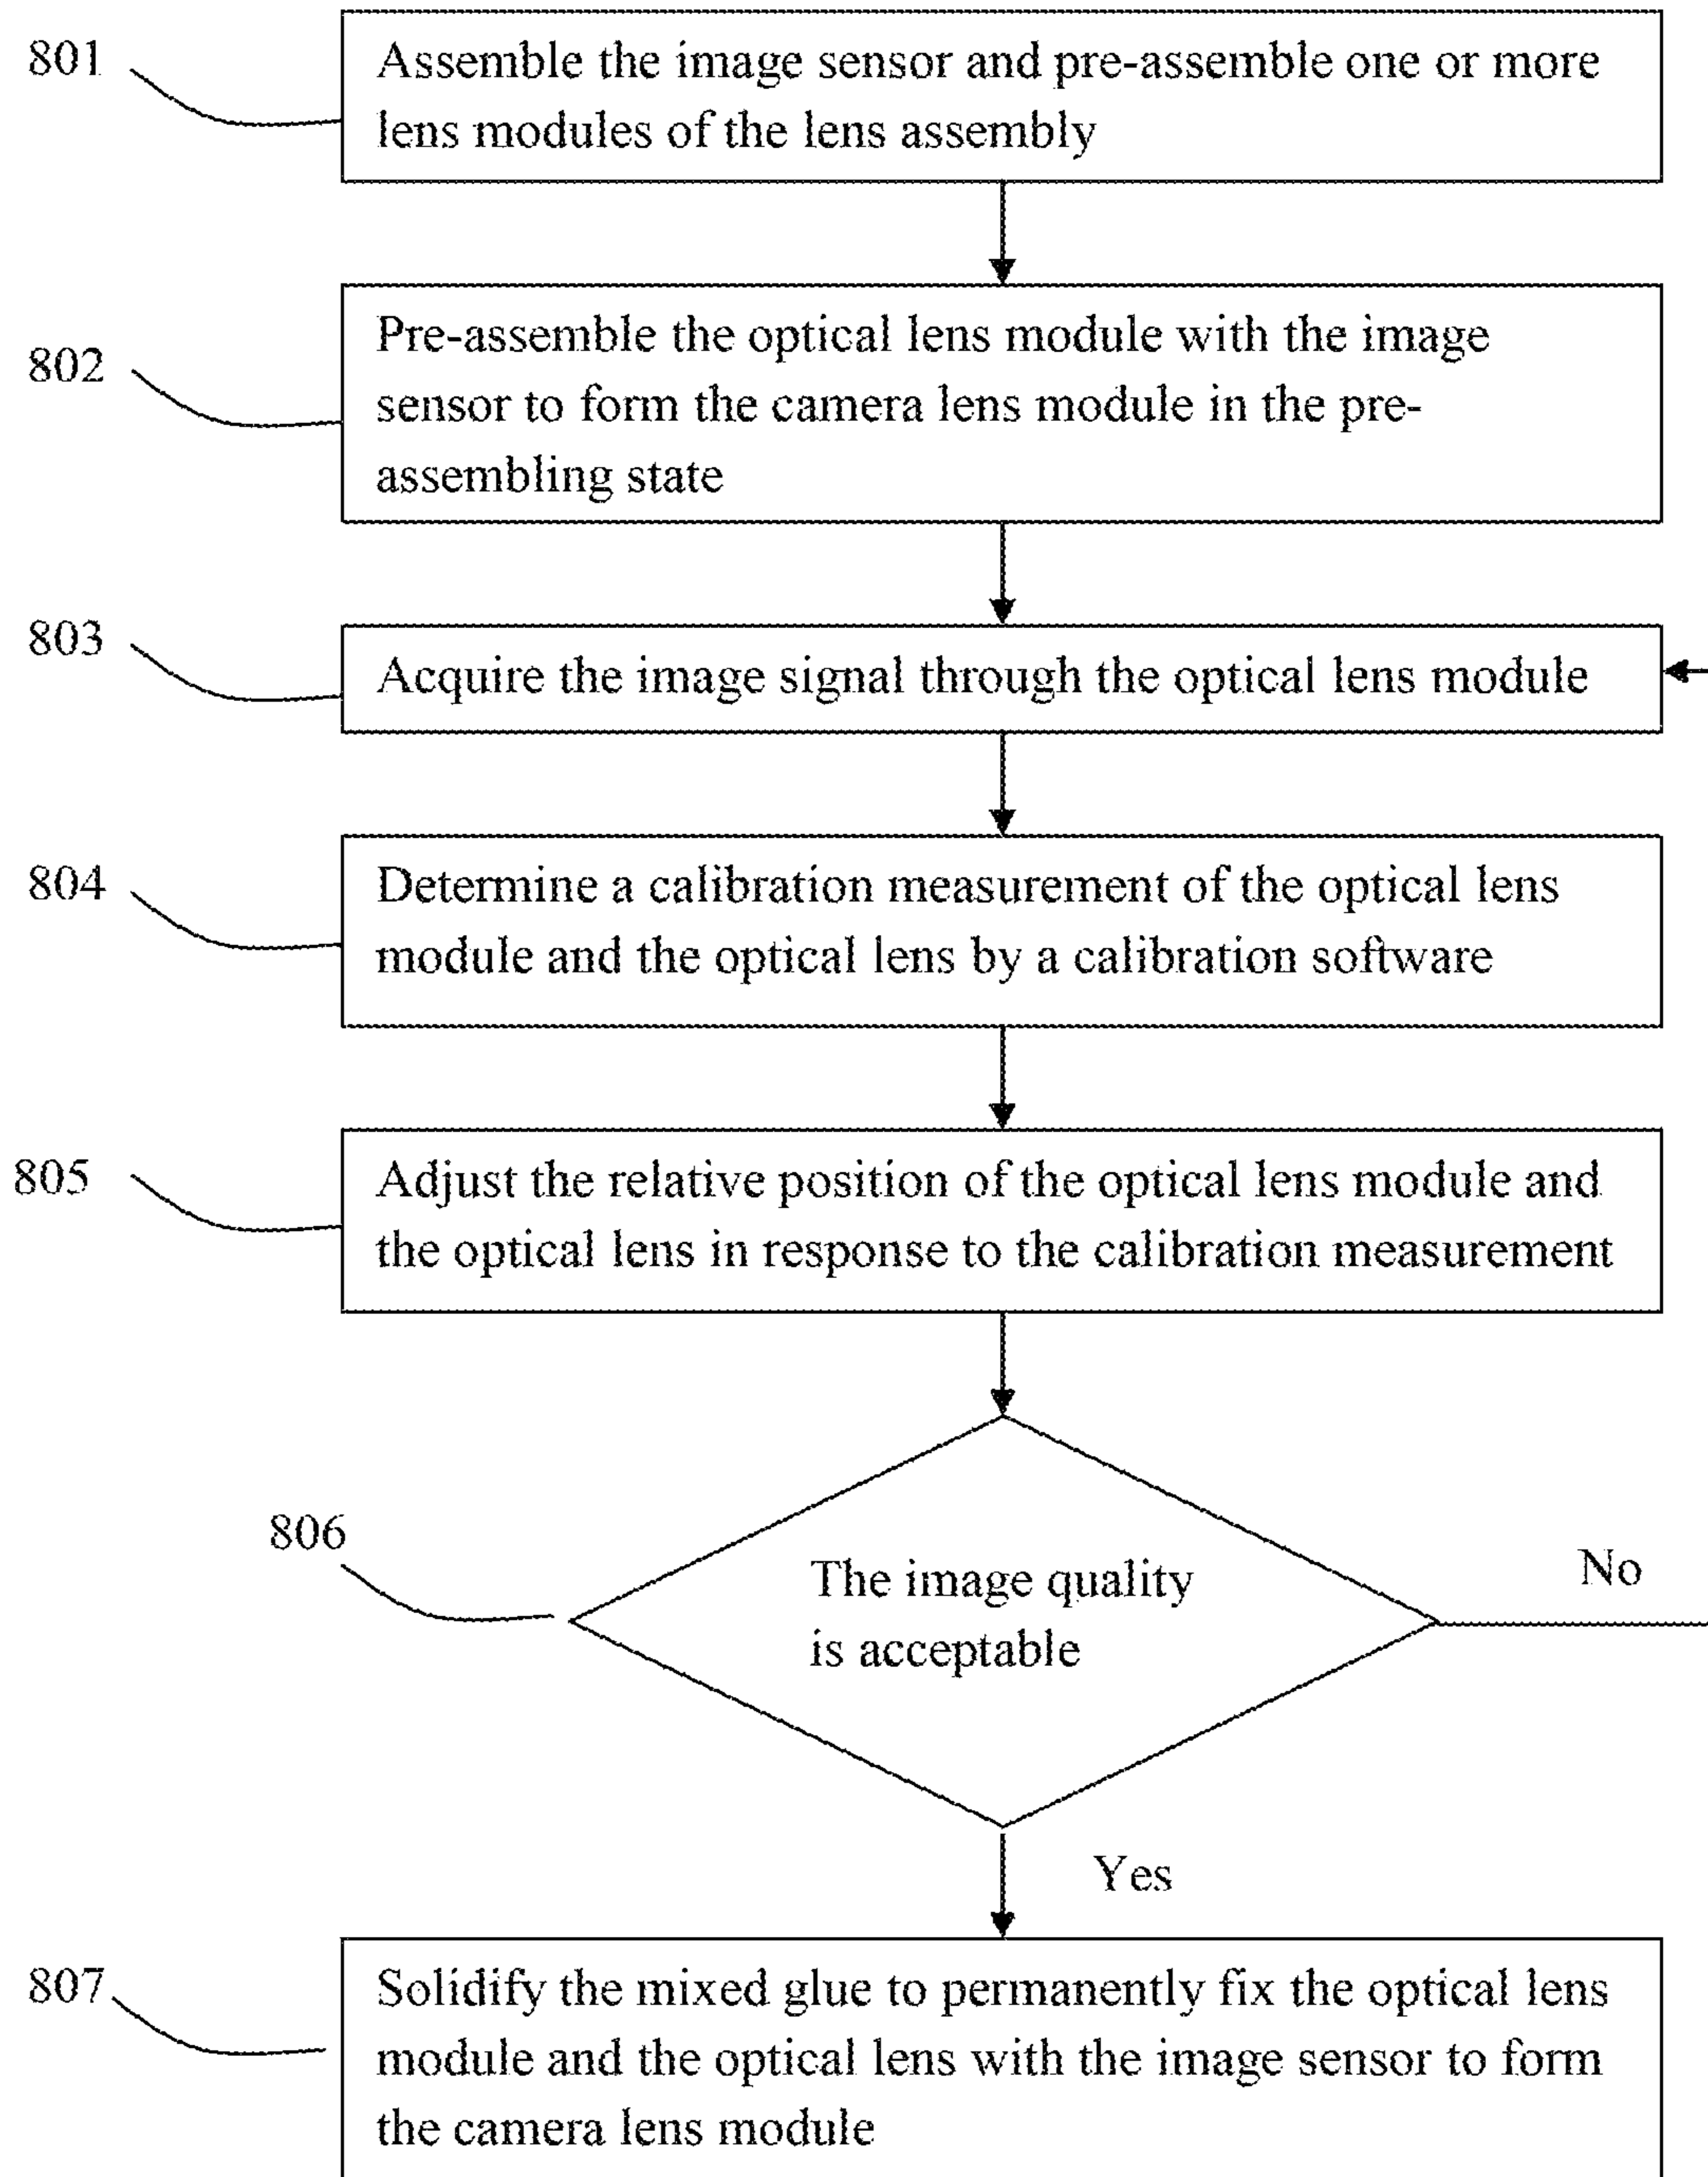 801
Assemble the image sensor and pre-assemble one or more
lens modules of the lens assembly
802
Pre-assemble the optical lens module with the image
sensor to form the camera lens module in the pre-
assembling state
803
Acquire the image signal through the optical lens module
804
Determine a calibration measurement of the optical lens
module and the optical lens by a calibration software
805
Adjust the relative position of the optical lens module and
the optical lens in response to the calibration measurement
806
The image quality
is acceptable
No
Yes
807
Solidify the mixed glue to permanently fix the optical lens
module and the optical lens with the image sensor to form
the camera lens module